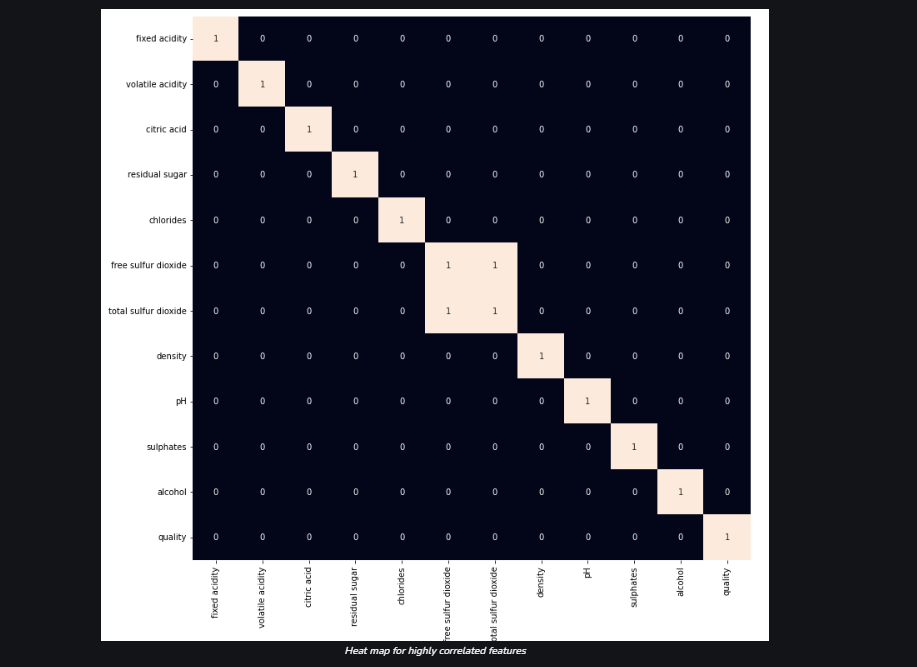 fixed acidity 1 0 0 0 0 0 0 0 0 0 0 0
volatile acidity 0 1 0 0 0 0 0 0 0 0 0 0
citric acid 0 0 1 0 0 0 0 0 0 0 0 0
residual sugar 0 0 0 1 0 0 0 0 0 0 0 0
chlorides 0 0 0 0 1 0 0 0 0 0 0 0
free sulfur dioxide 0 0 0 0 0 1 1 0 0 0 0 0
total sulfur dioxide 0 0 0 0 0 1 1 0 0 0 0 0
density 0 0 0 0 0 0 0 1 0 0 0 0
pH 0 0 0 0 0 0 0 0 1 0 0 0
sulphates 0 0 0 0 0 0 0 0 0 1 0 0
alcohol 0 0 0 0 0 0 0 0 0 0 1 0
quality 0 0 0 0 0 0 0 0 0 0 0 1
fixed acidity
volatile acidity
citric acid
residual sugar
chlorides
free sulfur dioxide
otal sulfur dioxide
density
pH
sulphates
alcohol
quality
Heat map for highly correlated features